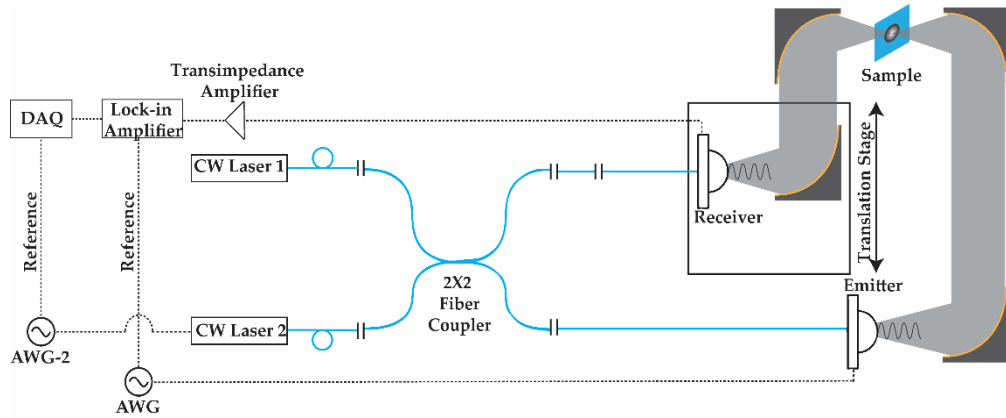 Transimpedance
Amplifier
DAQ
Lock-in
Amplifier
CW Laser 1
Reference
Reference
CW Laser 2
AWG-2
AWG
2X2
Fiber
Coupler
Receiver
Sample
Translation Stage
Emitter